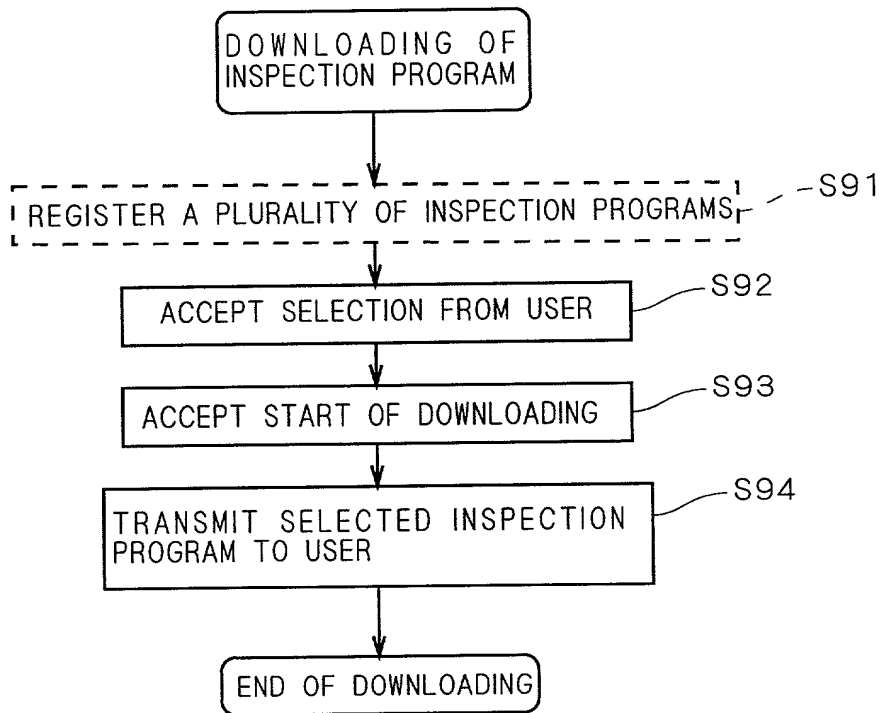 DOWNLOADING OF
INSPECTION PROGRAM
REGISTER A PLURALITY OF INSPECTION PROGRAMS
S91
ACCEPT SELECTION FROM USER
S92
ACCEPT START OF DOWNLOADING
S93
TRANSMIT SELECTED INSPECTION
PROGRAM TO USER
S94
END OF DOWNLOADING